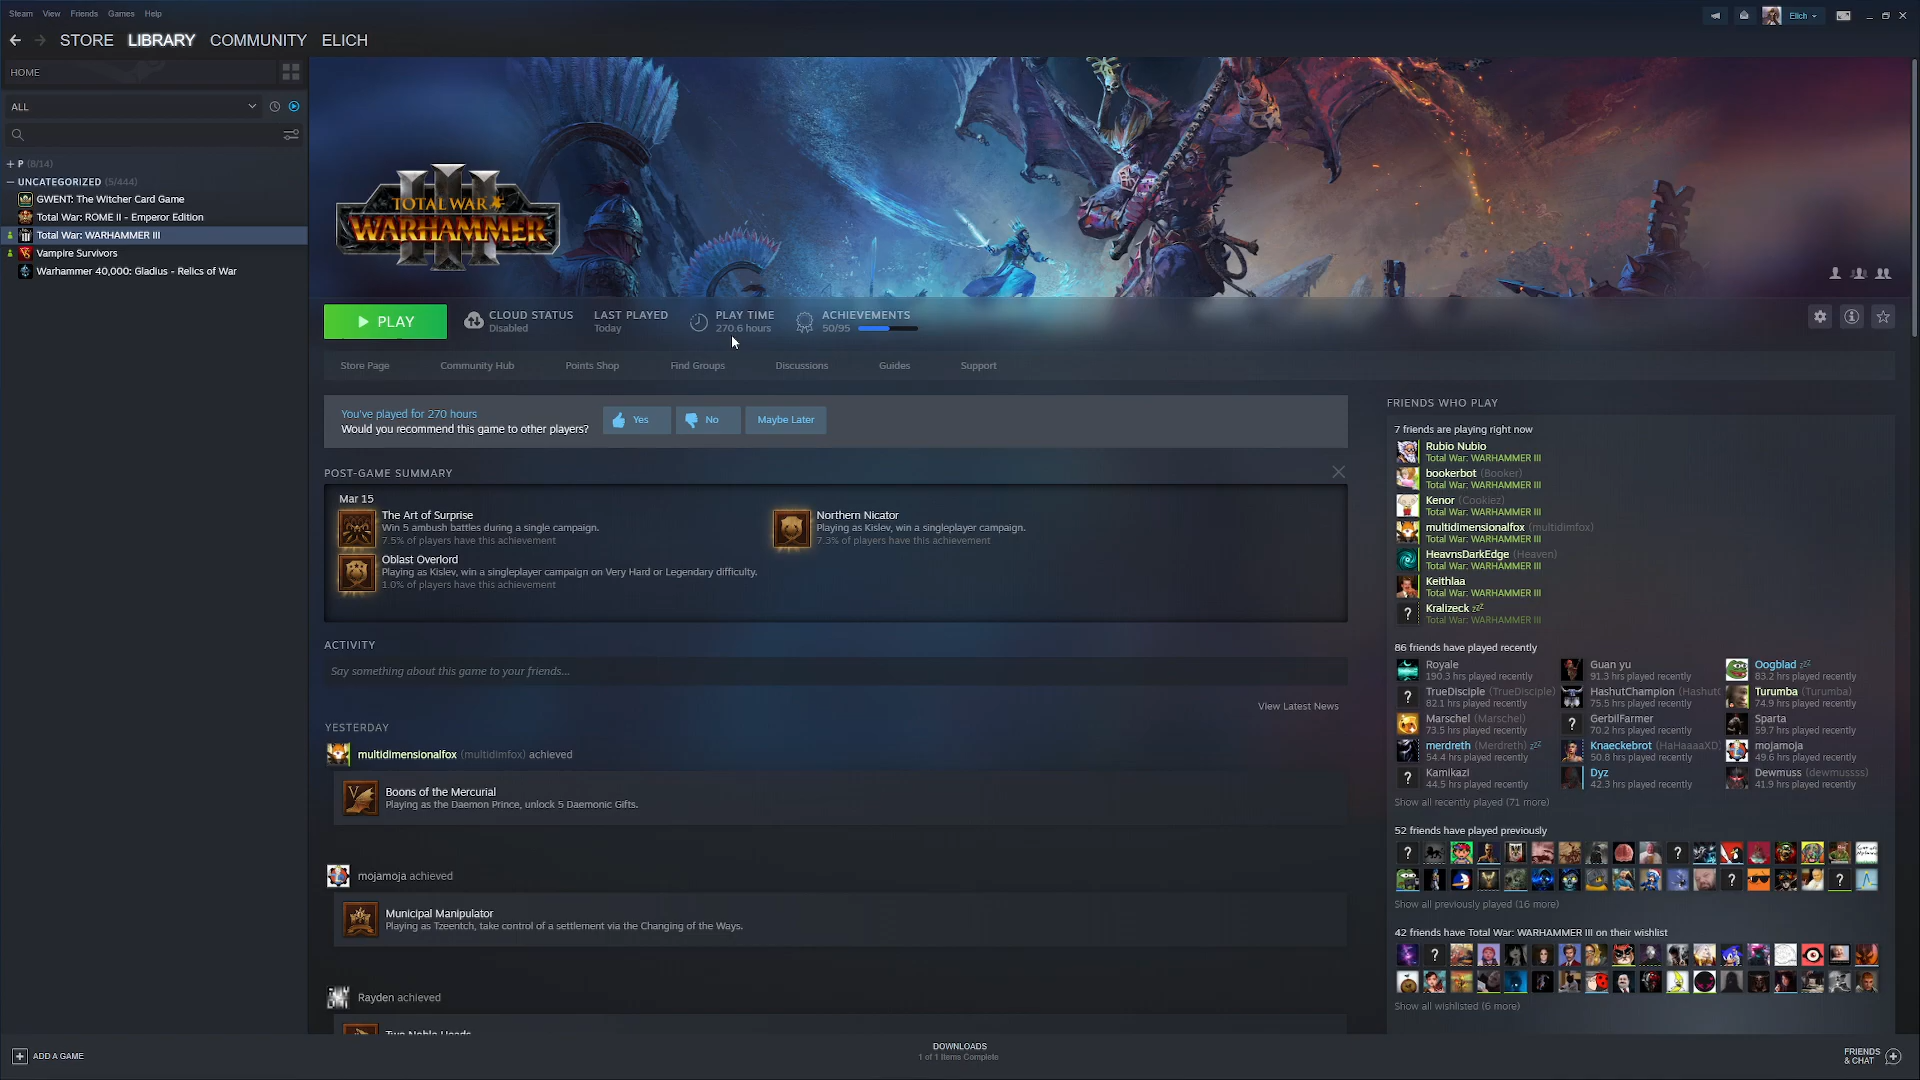 Steam View Friends Games Help
Elich
STORE LIBRARY COMMUNITY ELICH
HOME
ALL
+ P (8/14)
— UNCATEGORIZED (5/444)
GWENT: The Witcher Card Game
Total War: ROME II - Emperor Edition
Total War: WARHAMMER III
Vampire Survivors
Warhammer 40,000: Gladius - Relics of War
TOTAL WAR
WARHAMMER
III
PLAY
CLOUD STATUS
Disabled
LAST PLAYED
Today
PLAY TIME
270.6 hours
ACHIEVEMENTS
50/95
Store Page Community Hub Points Shop Find Groups Discussions Guides Support
You've played for 270 hours
Would you recommend this game to other players?
Yes No Maybe Later
POST-GAME SUMMARY
Mar 15
The Art of Surprise
Win 5 ambush battles during a single campaign.
7.5% of players have this achievement
Northern Nicator
Playing as Kislev, win a singleplayer campaign.
7.3% of players have this achievement
Oblast Overlord
Playing as Kislev, win a singleplayer campaign on Very Hard or Legendary difficulty.
1.0% of players have this achievement
ACTIVITY
Say something about this game to your friends...
View Latest News
YESTERDAY
multidimensionalfox (multidimfox) achieved
Boons of the Mercurial
Playing as the Daemon Prince, unlock 5 Daemonic Gifts.
mojamoja achieved
Municipal Manipulator
Playing as Tzeentch, take control of a settlement via the Changing of the Ways.
Rayden achieved
FRIENDS WHO PLAY
7 friends are playing right now
Rubio Nubio
Total War: WARHAMMER III
bookerbot (Booker)
Total War: WARHAMMER III
Kenor (Cookiez)
Total War: WARHAMMER III
multidimensionalfox (multidimfox)
Total War: WARHAMMER III
HeavnsDarkEdge (Heaven)
Total War: WARHAMMER III
Keithlaa
Total War: WARHAMMER III
Kralizeck zzz
Total War: WARHAMMER III
86 friends have played recently
Royale
190.3 hrs played recently
Guan yu
91.3 hrs played recently
Oogblad zzz
83.2 hrs played recently
TrueDisciple (TrueDisciple)
82.1 hrs played recently
HashutChampion (Hashut
75.5 hrs played recently
Turumba (Turumba)
74.9 hrs played recently
Marschel (Marschel)
73.5 hrs played recently
GerbilFarmer
70.2 hrs played recently
Sparta
59.7 hrs played recently
merdreth (Merdreth) zzz
54.4 hrs played recently
Knaeckebrot (HaHaaaaXD)
50.8 hrs played recently
mojamoja
49.6 hrs played recently
Kamikazi
44.5 hrs played recently
Dyz
42.3 hrs played recently
Dewmuss (dewmussss)
41.9 hrs played recently
Show all recently played (71 more)
52 friends have played previously
Show all previously played (16 more)
42 friends have Total War: WARHAMMER III on their wishlist
Show all wishlisted (6 more)
ADD A GAME
DOWNLOADS
1 of 1 Items Complete
FRIENDS
& CHAT